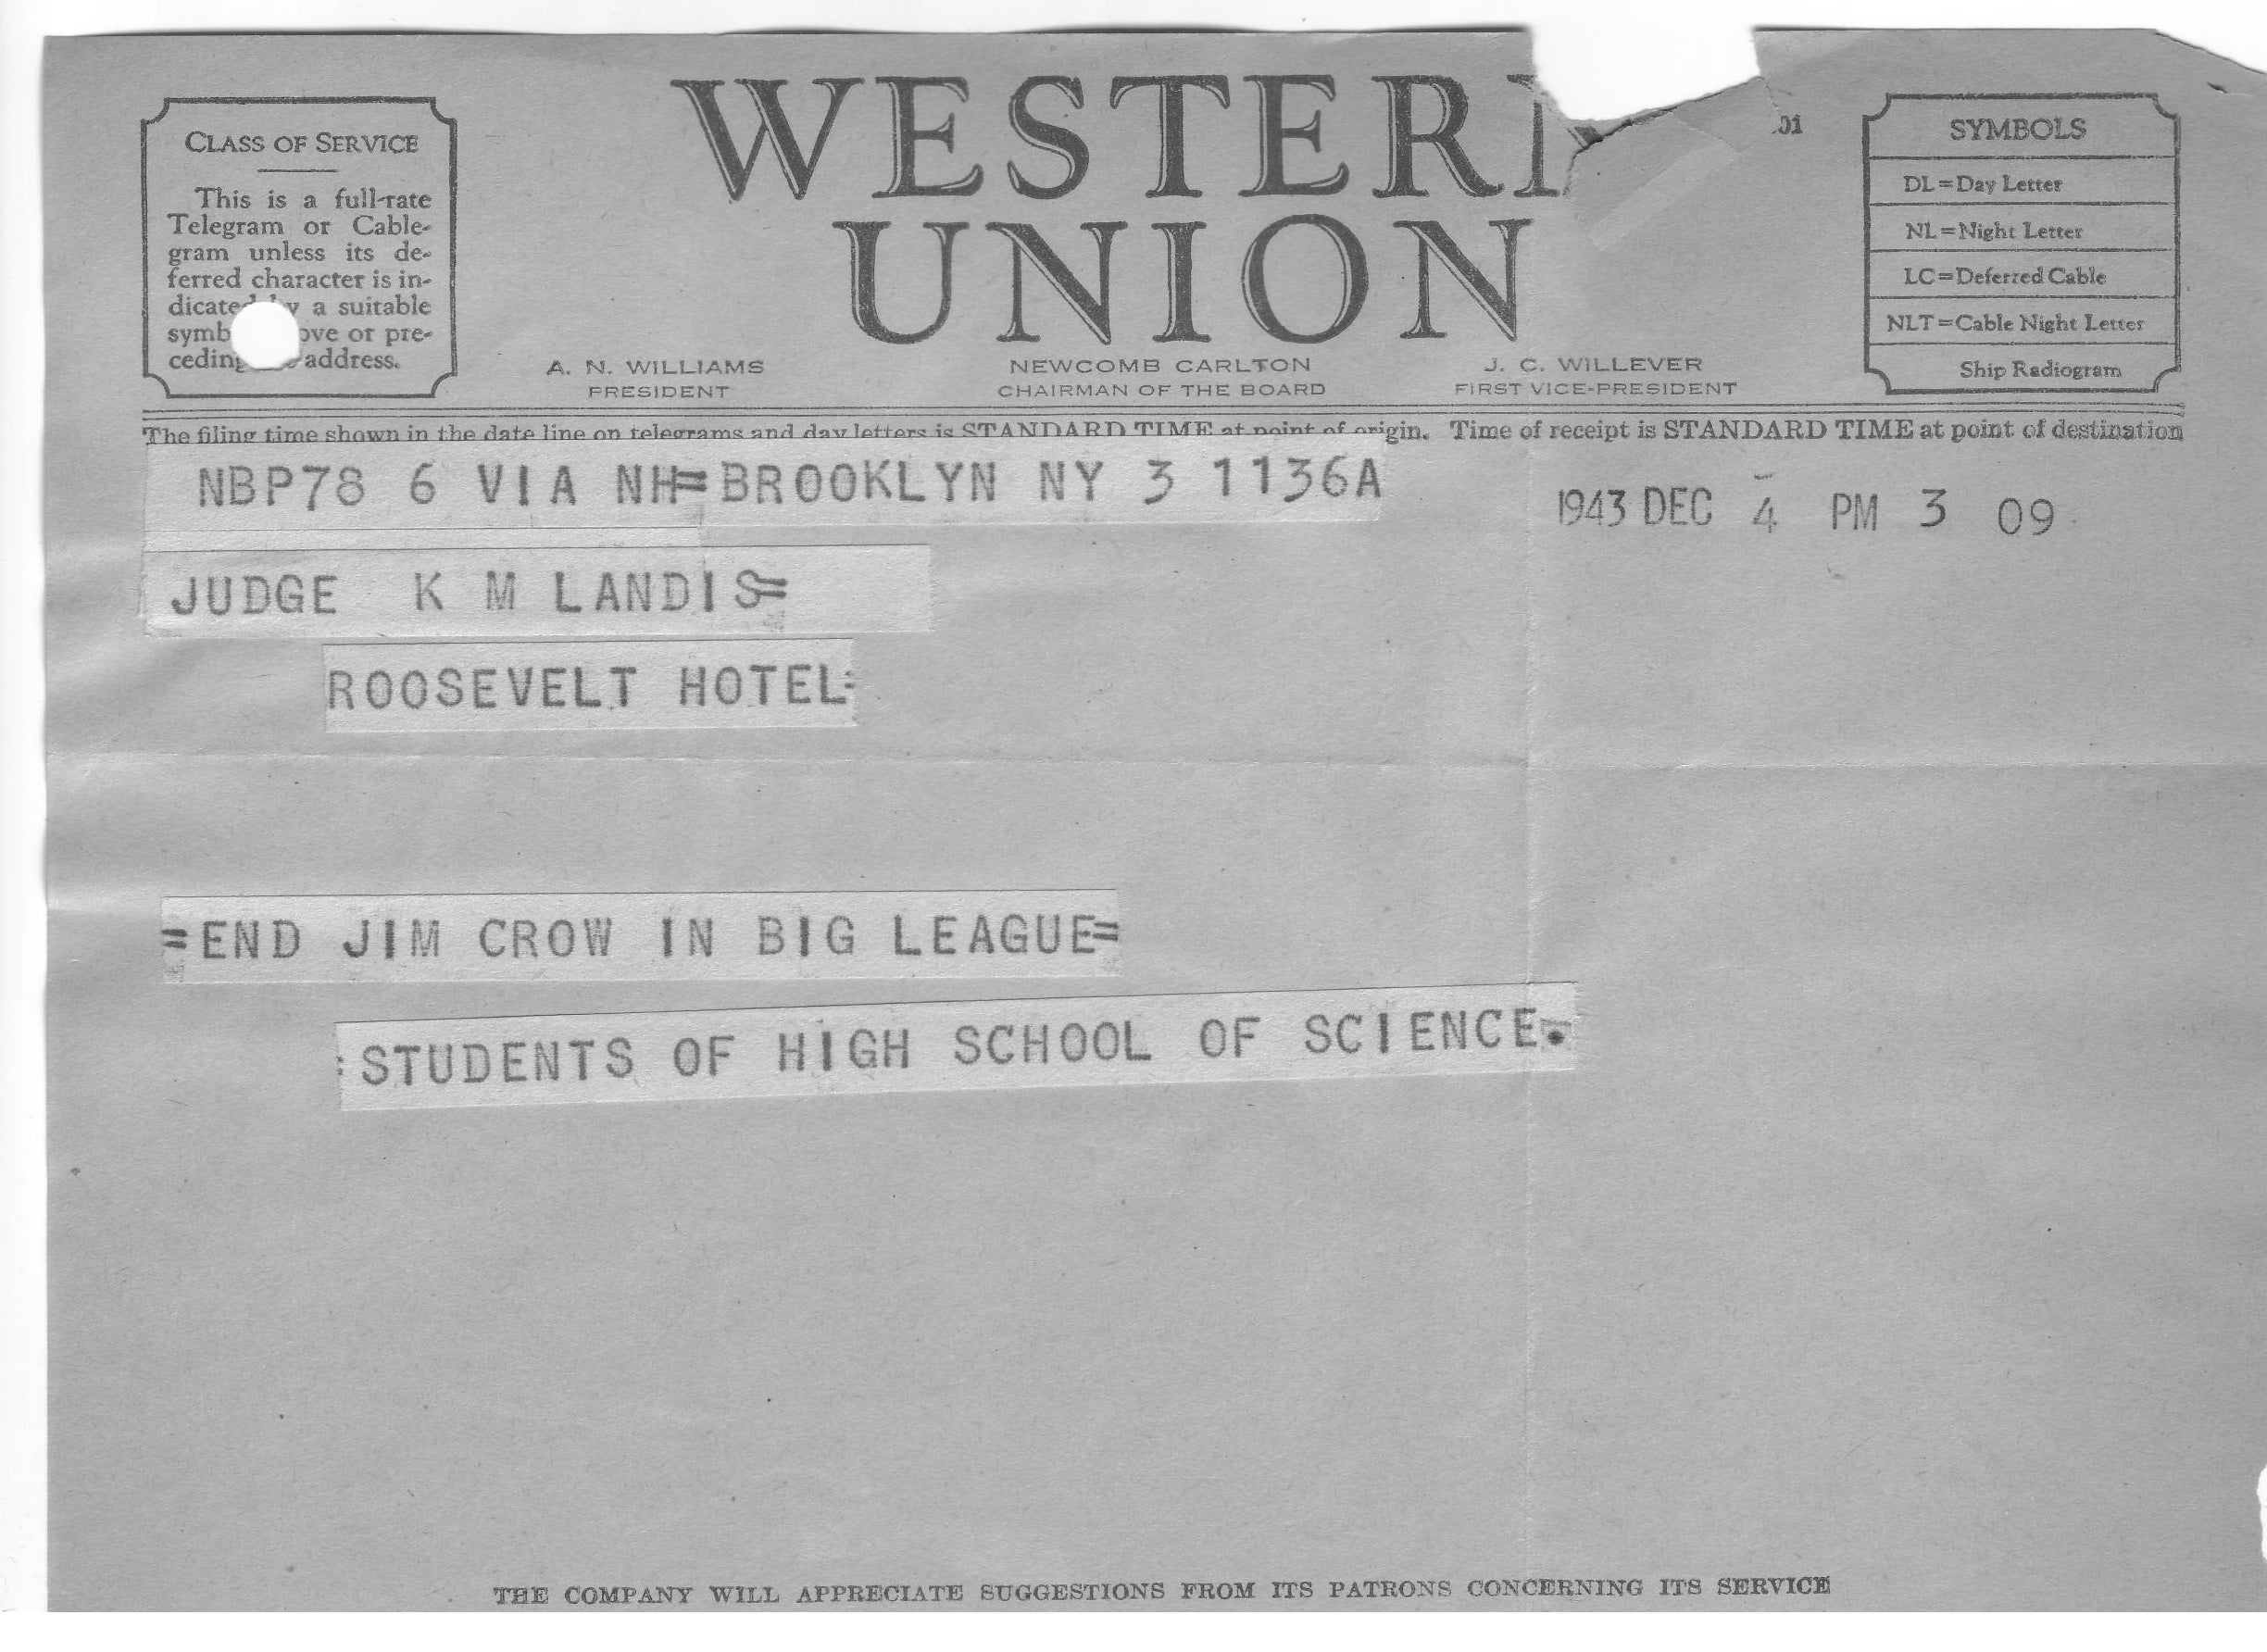 CLASS OF SERVICE
This is a full-rate
Telegram or Cable-
gram unless its de-
ferred character is in-
dicated by a suitable
symb ove or pre-
ceding address.
WESTERN
UNION
A. N. WILLIAMS
PRESIDENT
NEWCOMB CARLTON
CHAIRMAN OF THE BOARD
J. C. WILLEVER
FIRST VICE-PRESIDENT
01
SYMBOLS
DL=Day Letter
NL=Night Letter
LC=Deferred Cable
NLT=Cable Night Letter
Ship Radiogram
The filing time shown in the date line on telegrams and day letters is STANDARD TIME at point of origin. Time of receipt is STANDARD TIME at point of destination
NBP78 6 VIA NH=BROOKLYN NY 3 1136A
1943 DEC 4 PM 3 09
JUDGE K M LANDIS=
ROOSEVELT HOTEL=
=END JIM CROW IN BIG LEAGUE=
:STUDENTS OF HIGH SCHOOL OF SCIENCE.
THE COMPANY WILL APPRECIATE SUGGESTIONS FROM ITS PATRONS CONCERNING ITS SERVICE